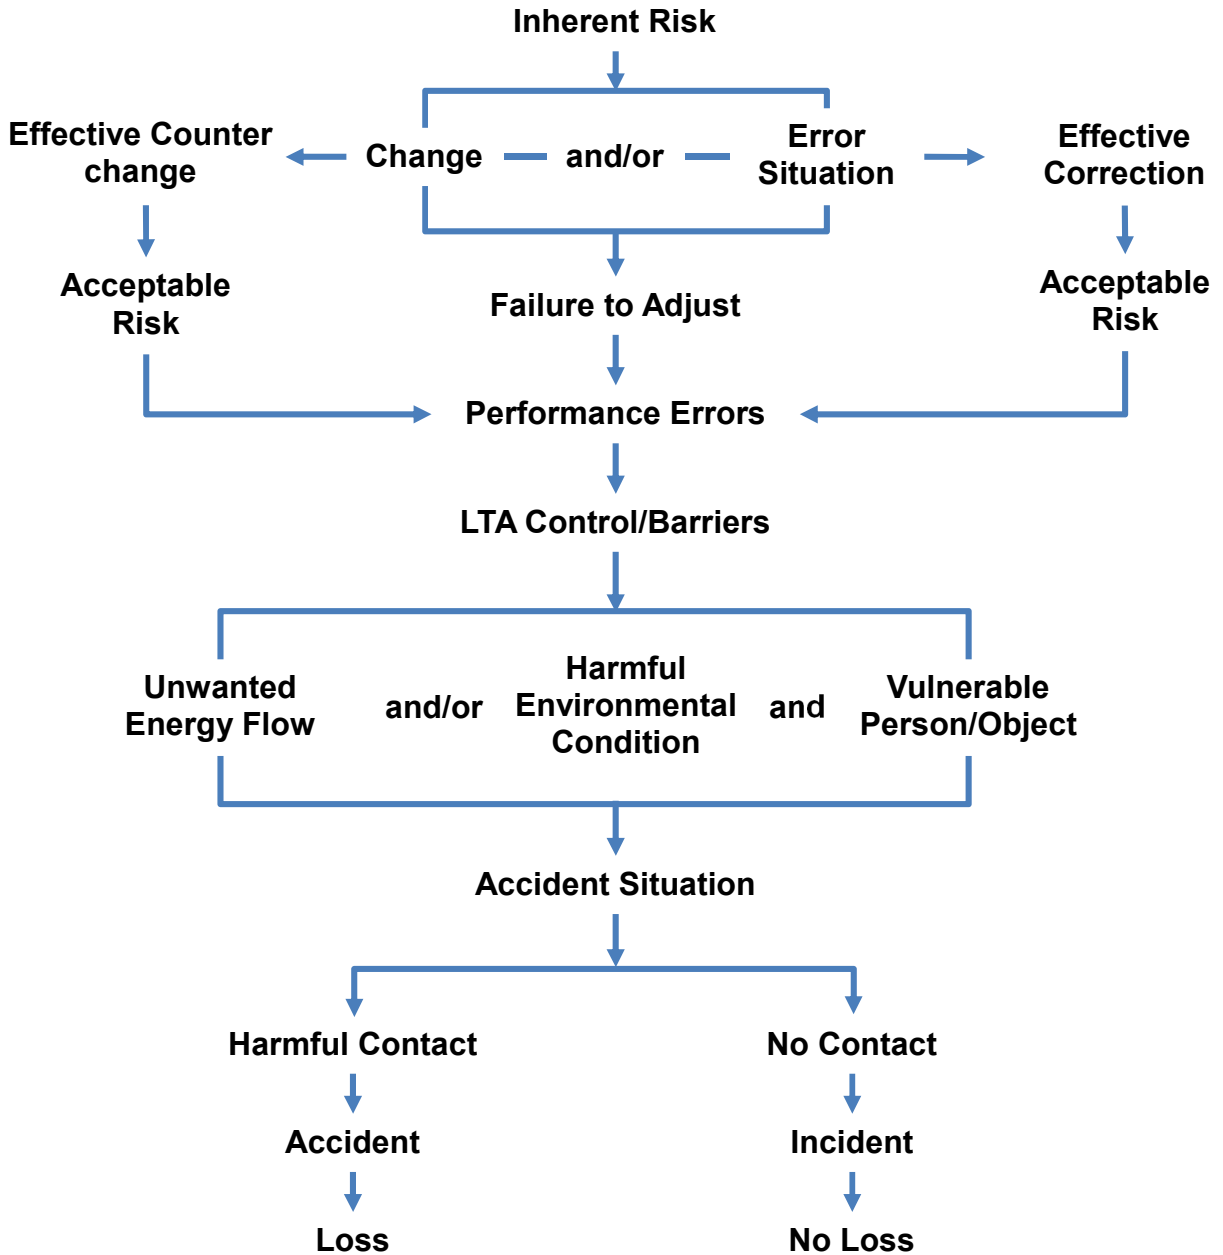 Inherent Risk
Effective Counter
change
Change
and/or
Error
Situation
Effective
Correction
Acceptable
Risk
Failure to Adjust
Acceptable
Risk
Performance Errors
LTA Control/Barriers
Unwanted
Energy Flow
and/or
Harmful
Environmental
Condition
and
Vulnerable
Person/Object
Accident Situation
Harmful Contact
No Contact
Accident
Incident
Loss
No Loss